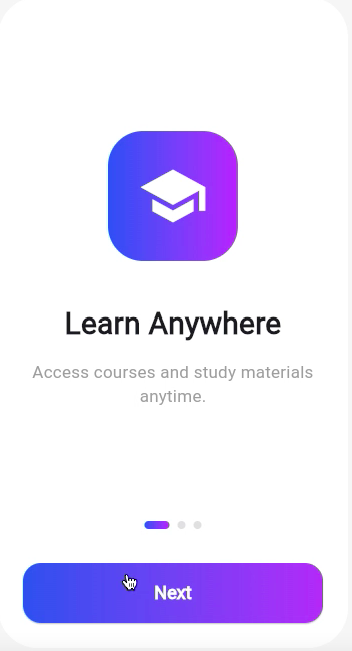 Learn Anywhere
Access courses and study materials
anytime.
Next